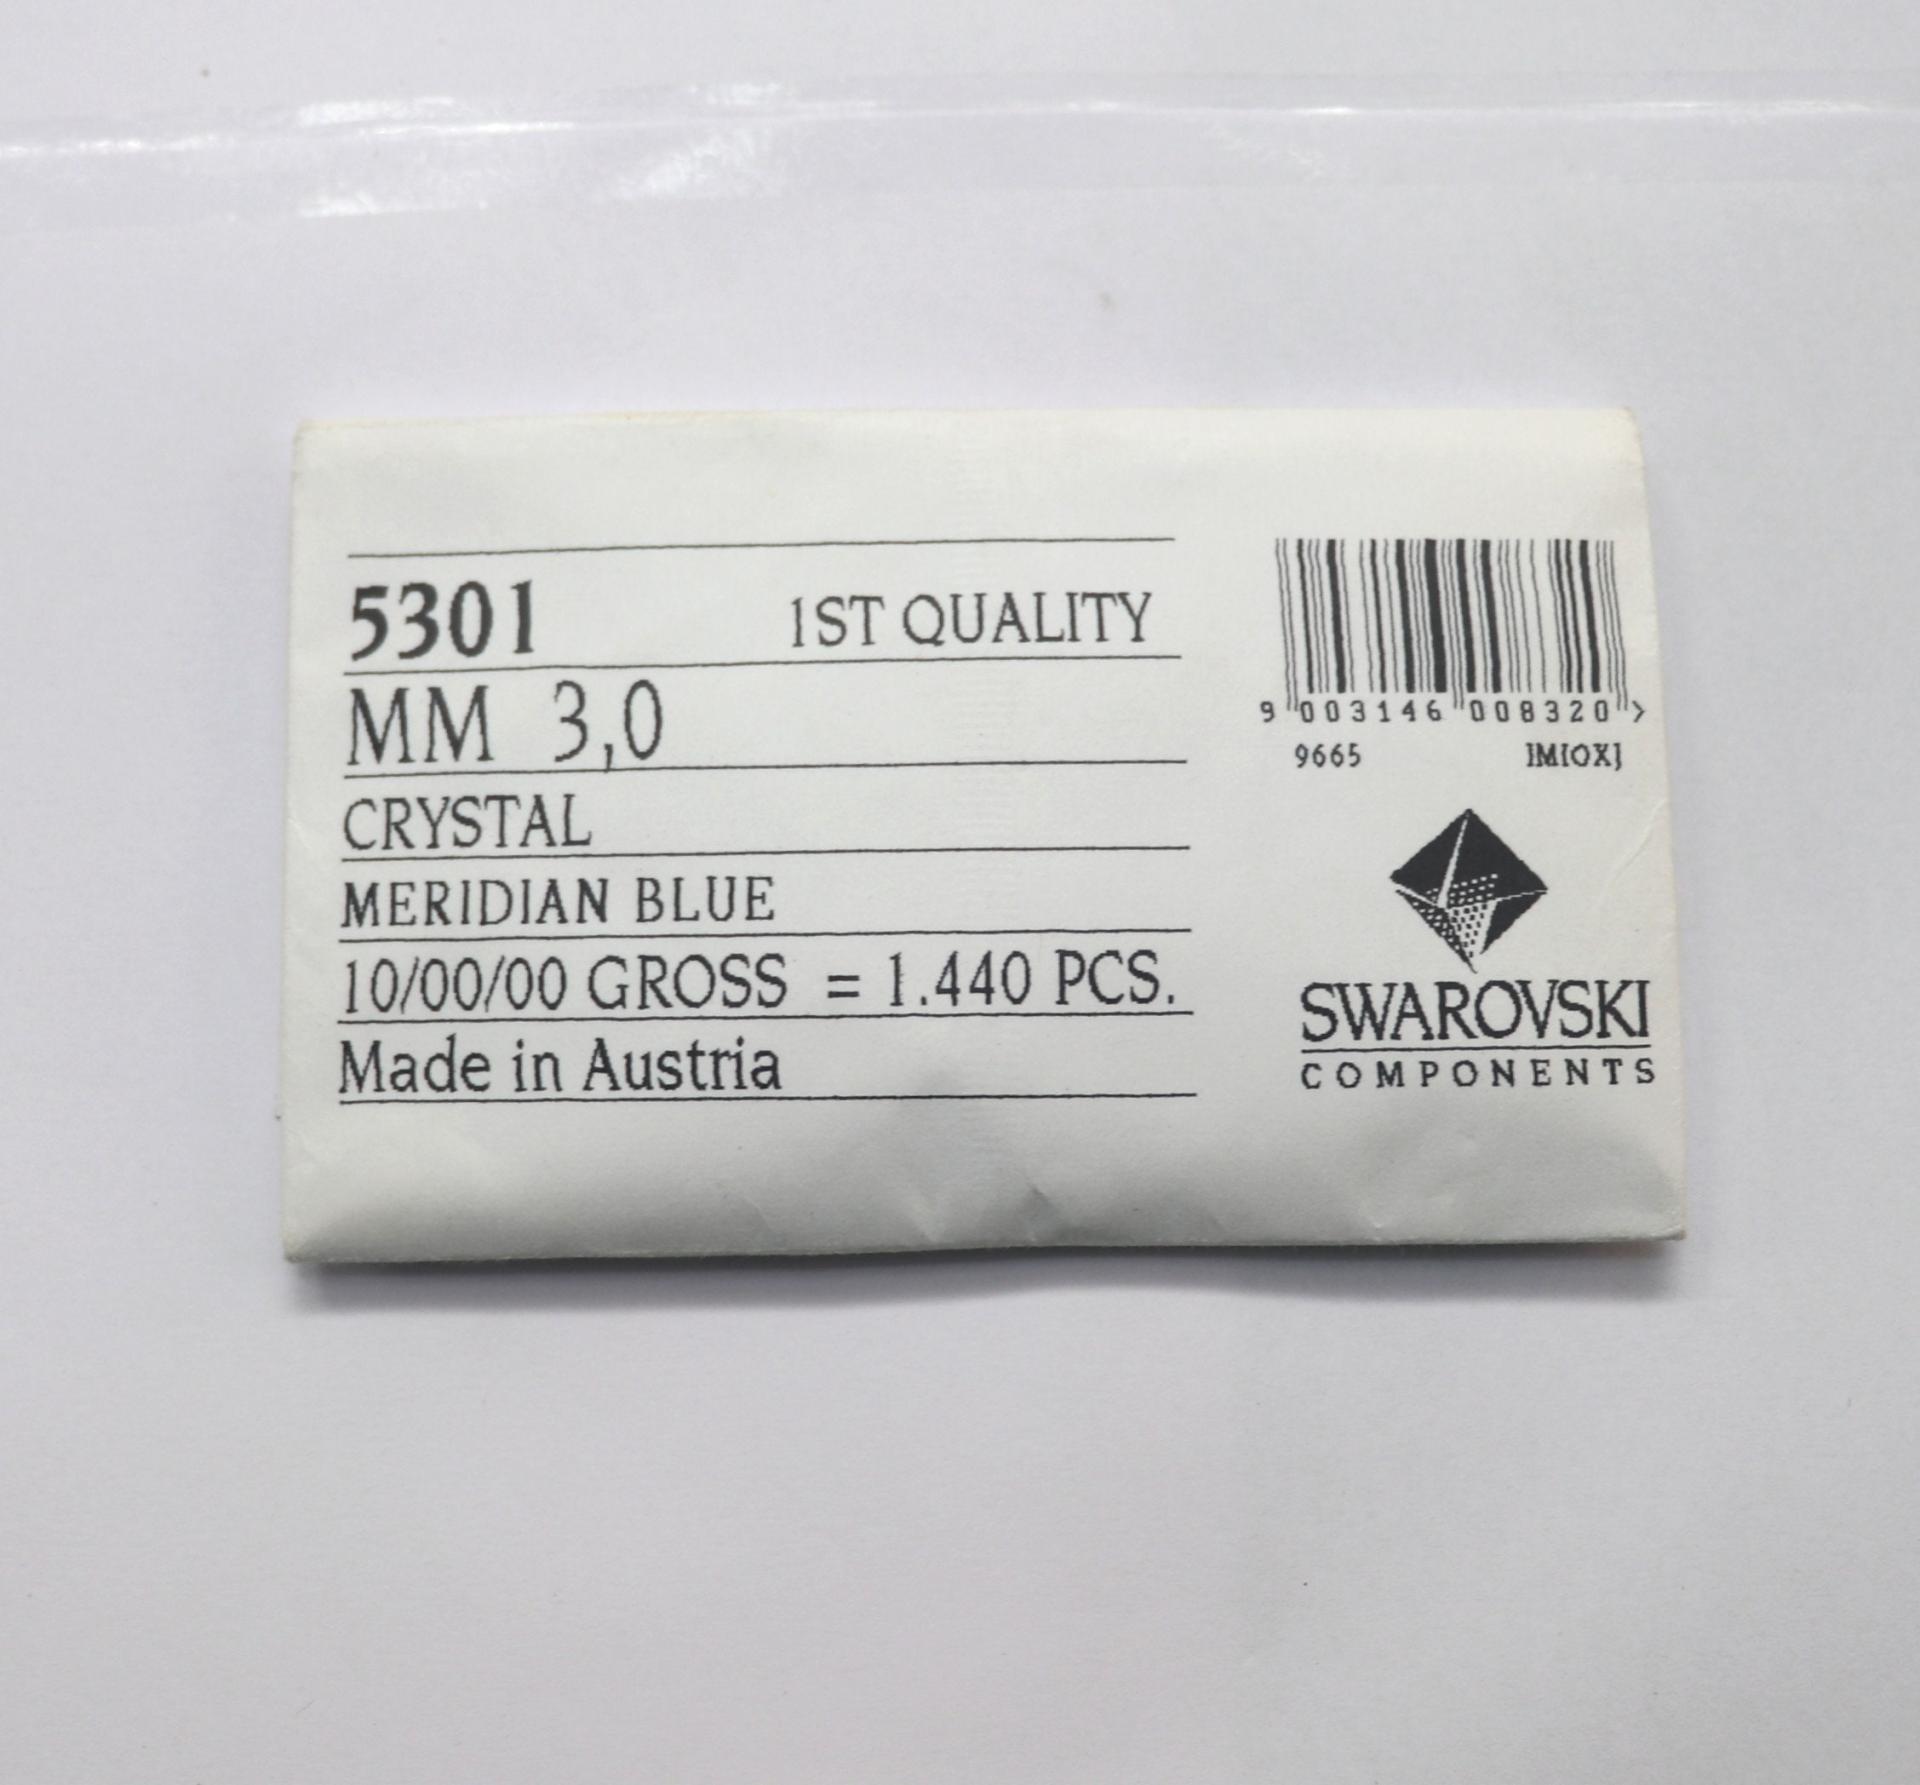 5301 1ST QUALITY
MM 3,0
CRYSTAL
MERIDIAN BLUE
10/00/00 GROSS = 1.440 PCS.
Made in Austria
9 003146 008320 >
9665 JM[OX]
SWAROVSKI
COMPONENTS